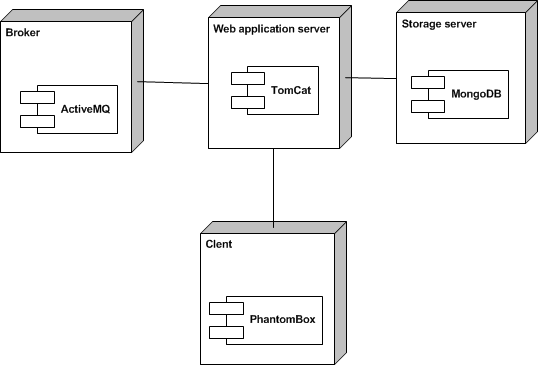 Broker
Web application server
Storage server
ActiveMQ
TomCat
MongoDB
Clent
PhantomBox